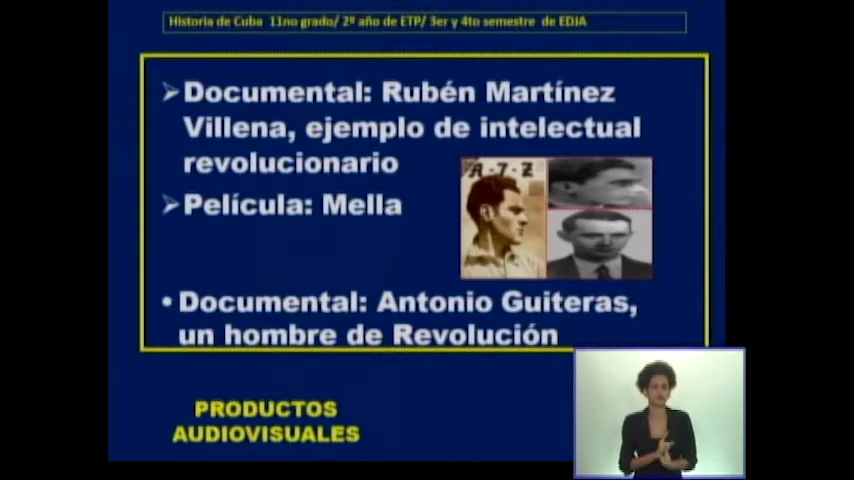 Historia de Cuba 11no grado/ 2º año de ETP/ 3er y 4to semestre de EDJA
➢Documental: Rubén Martínez
Villena, ejemplo de intelectual
revolucionario
➢Película: Mella
A-7-Z
• Documental: Antonio Guiteras,
un hombre de Revolución
PRODUCTOS
AUDIOVISUALES